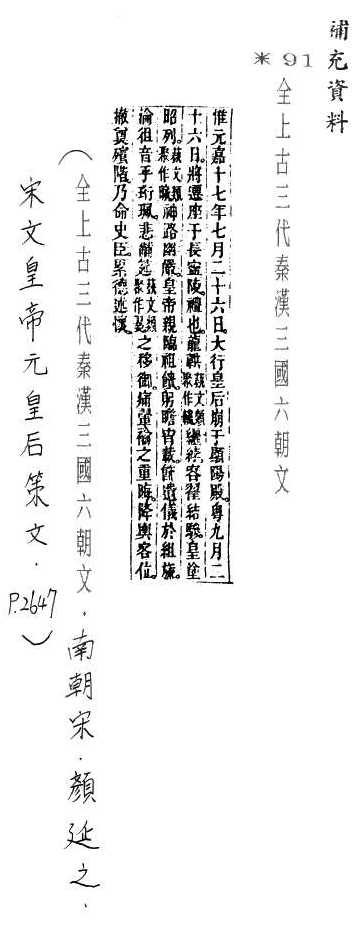 補充資料
*91
全上古三代秦漢三國六朝文
惟元嘉十七年七月二十六日。大行皇后崩于顯陽殿。粵九月二
十六日。將遷座于長寧陵。禮也。龍輁藝文類聚作纚綍。容翟結驂。皇塗
昭列。藝文類聚作神路幽嚴。皇帝親臨祖饋。躬瞻宵載。飾遺儀於組旒。
淪徂音乎珩珮。悲黼筵藝文類聚作之移御。痛翬褕之重晦。降輿客位。
撤奠殯階。乃命史臣。累德述懷。
(全上古三代秦漢三國六朝文．南朝宋．顏延之．
宋文皇帝元皇后策文．P.2647)